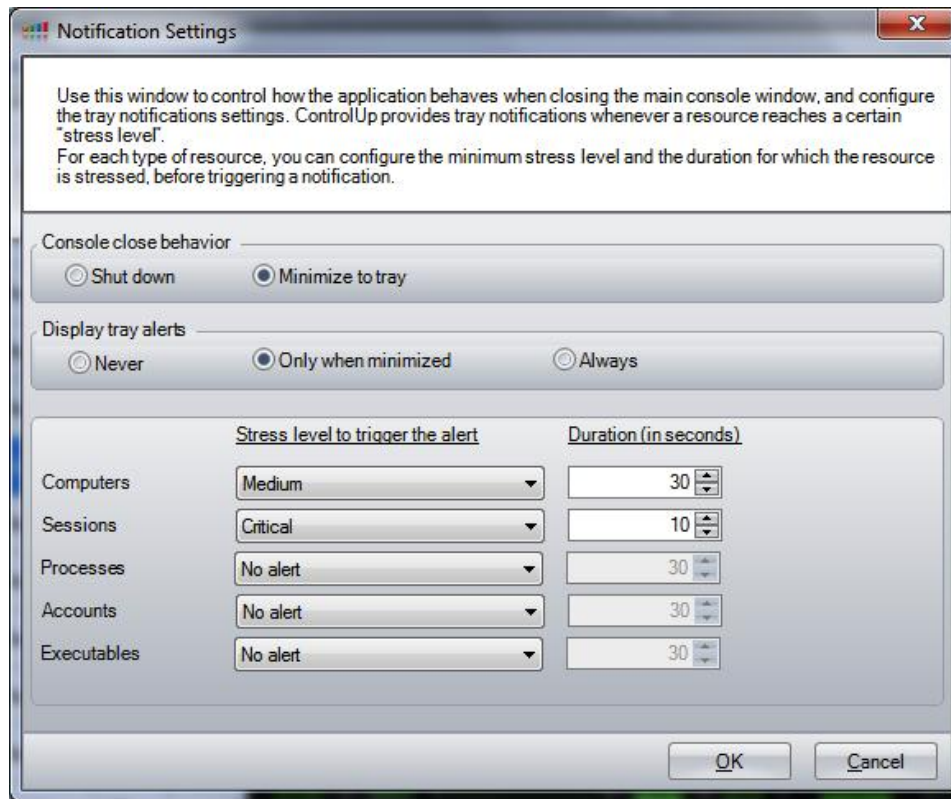 Notification Settings
Use this window to control how the application behaves when closing the main console window, and configure
the tray notifications settings. ControlUp provides tray notifications whenever a resource reaches a certain
"stress level".
For each type of resource, you can configure the minimum stress level and the duration for which the resource
is stressed, before triggering a notification.
Console close behavior
Shut down Minimize to tray
Display tray alerts
Never Only when minimized Always
Stress level to trigger the alert Duration (in seconds)
Computers Medium 30
Sessions Critical 10
Processes No alert 30
Accounts No alert 30
Executables No alert 30
OK Cancel